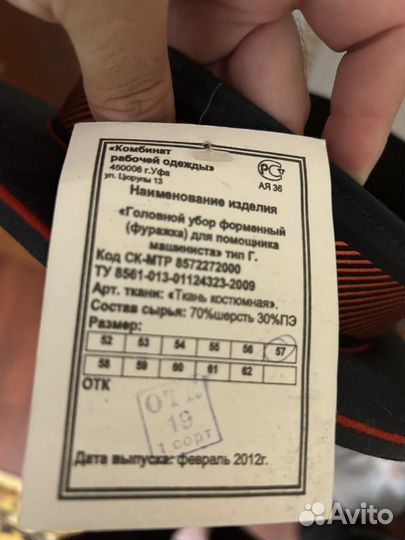 «Комбинат
рабочей одежды»
450006 г.Уфа
ул. Цюрупы 13
РСТ
АЯ 36
Наименование изделия
«Головной убор форменный
(фуражка) для помощника
машиниста» тип Г.
Код СК-МТР 8572272000
ТУ 8561-013-01124323-2009
Арт. ткани: «Ткань костюмная».
Состав сырья: 70%шерсть 30%ПЭ
Размер:
52 53 54 55 56 57
58 59 60 61 62
ОТК
19
1 сорт
Дата выпуска: февраль 2012г.
Avito